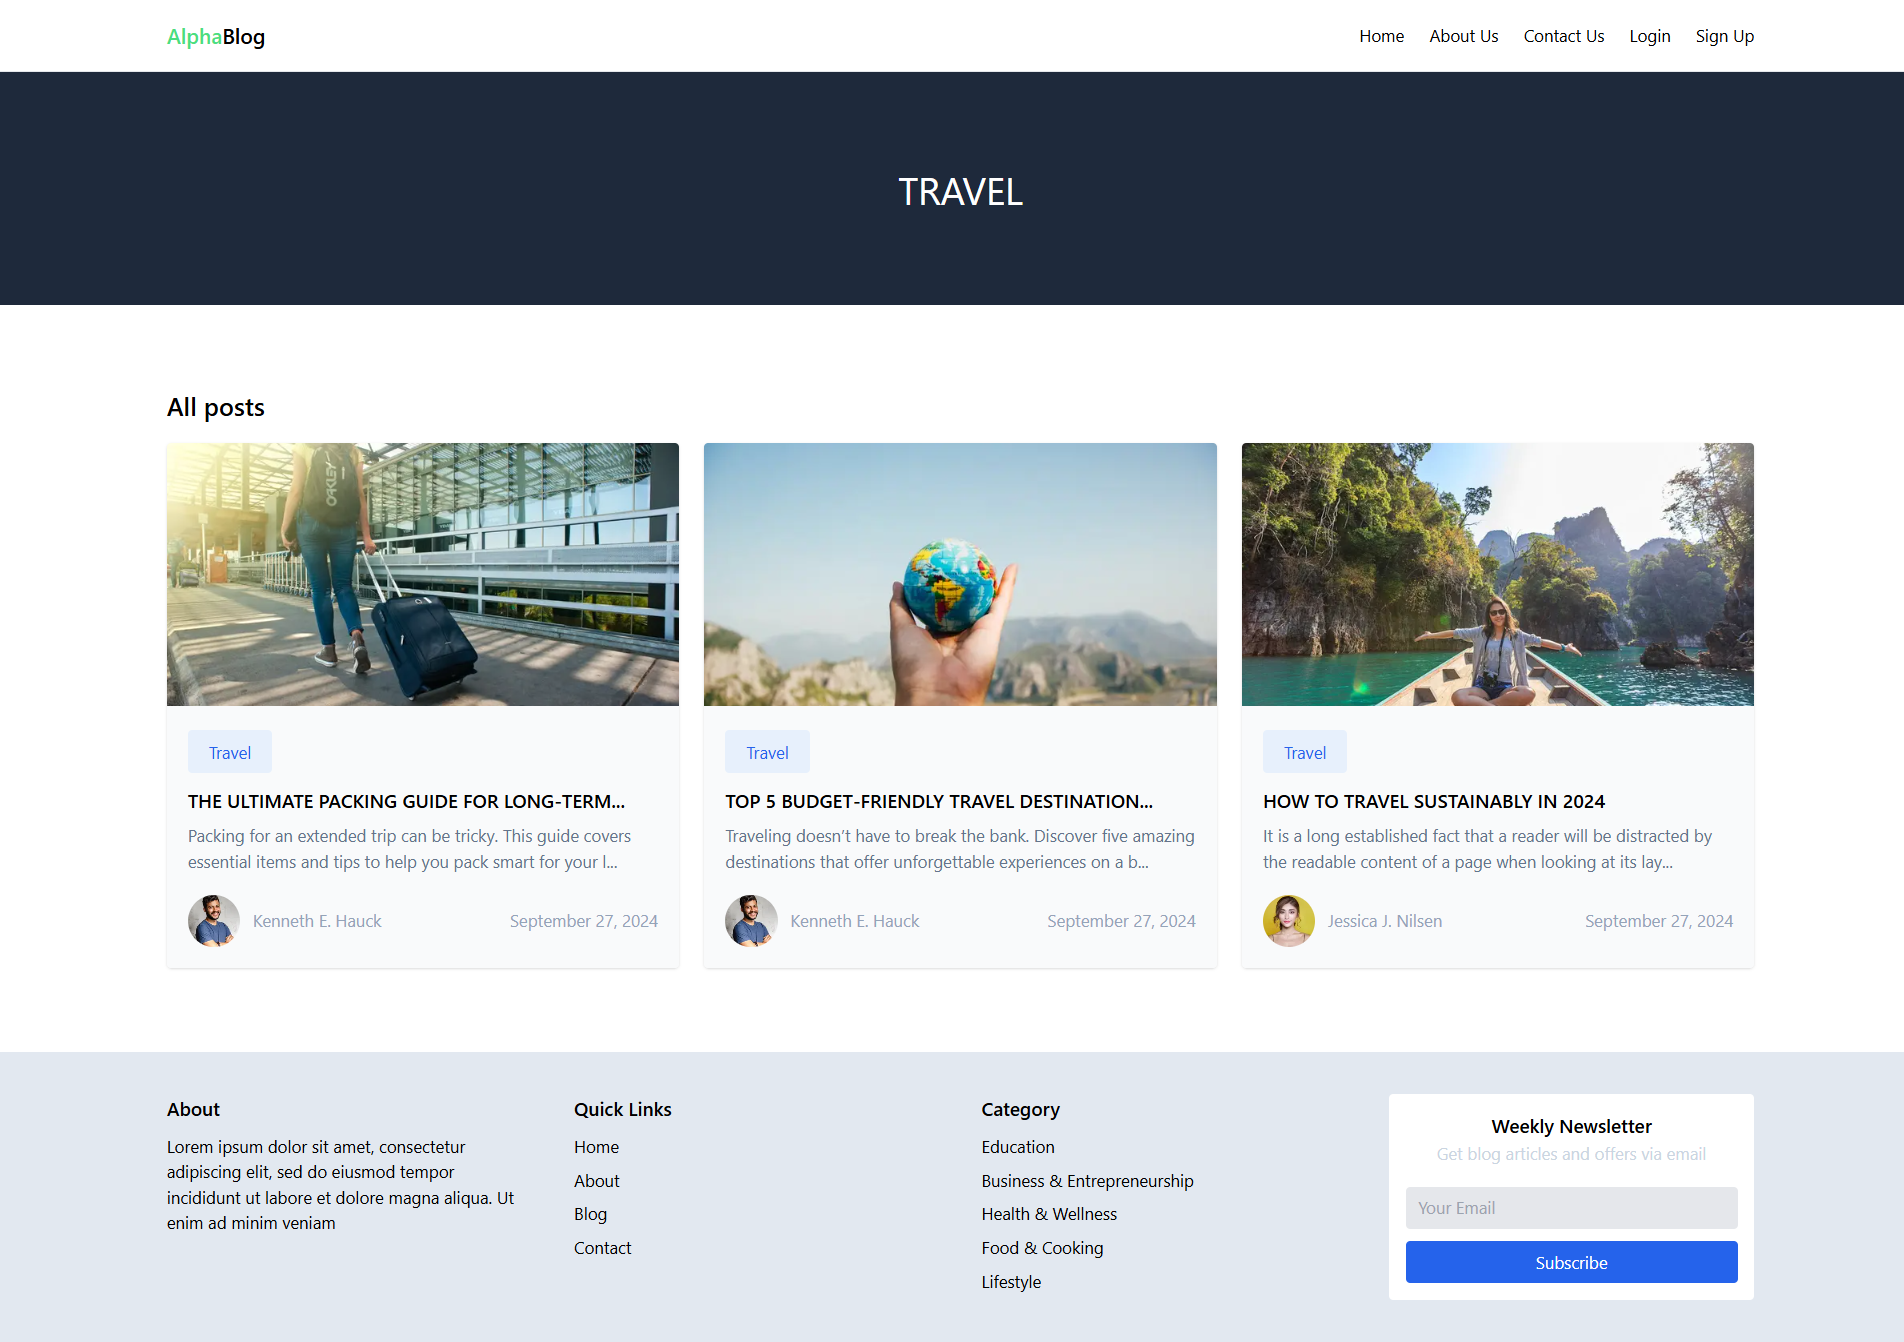 AlphaBlog
Home About Us Contact Us Login Sign Up
TRAVEL
All posts
OAKLEY
Travel
THE ULTIMATE PACKING GUIDE FOR LONG-TERM...
Packing for an extended trip can be tricky. This guide covers
essential items and tips to help you pack smart for your l...
Kenneth E. Hauck
September 27, 2024
Travel
TOP 5 BUDGET-FRIENDLY TRAVEL DESTINATION...
Traveling doesn’t have to break the bank. Discover five amazing
destinations that offer unforgettable experiences on a b...
Kenneth E. Hauck
September 27, 2024
Travel
HOW TO TRAVEL SUSTAINABLY IN 2024
It is a long established fact that a reader will be distracted by
the readable content of a page when looking at its lay...
Jessica J. Nilsen
September 27, 2024
About
Lorem ipsum dolor sit amet, consectetur
adipiscing elit, sed do eiusmod tempor
incididunt ut labore et dolore magna aliqua. Ut
enim ad minim veniam
Quick Links
Home
About
Blog
Contact
Category
Education
Business & Entrepreneurship
Health & Wellness
Food & Cooking
Lifestyle
Weekly Newsletter
Get blog articles and offers via email
Your Email
Subscribe